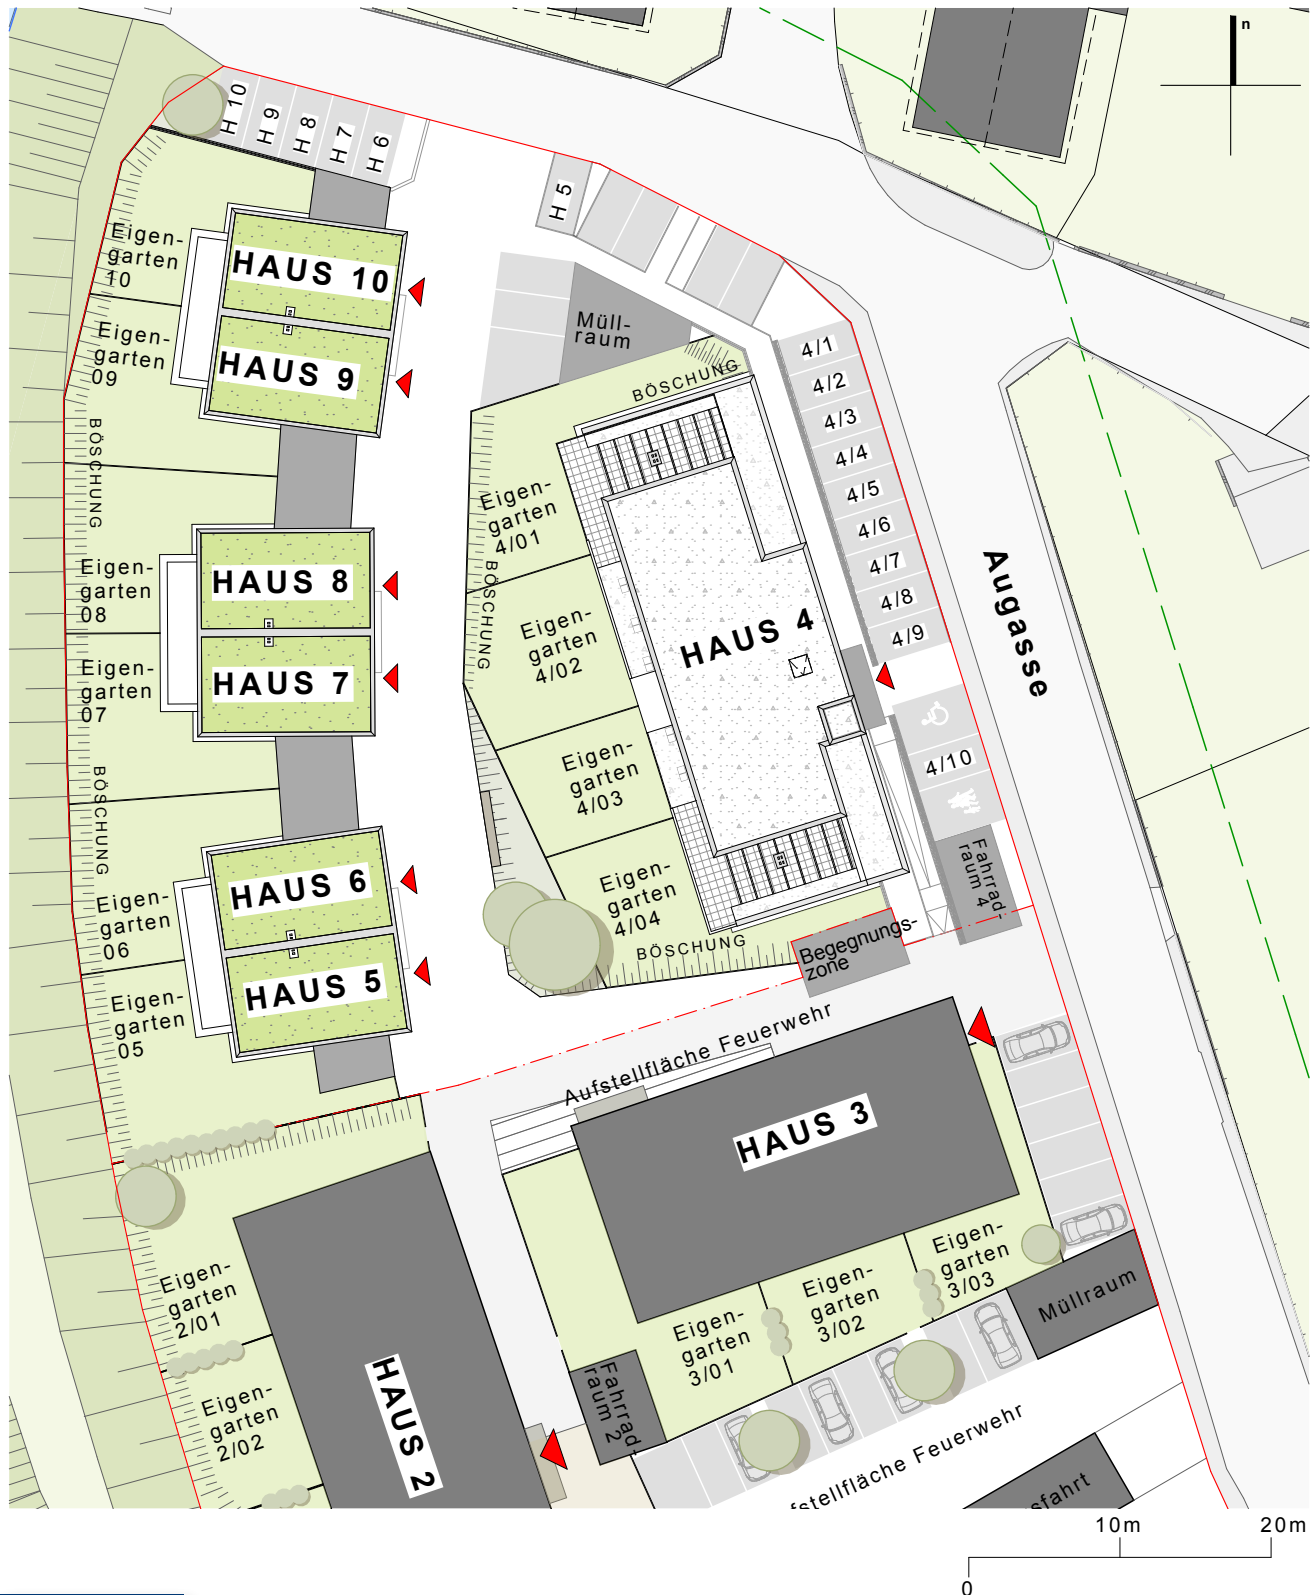 n
H 10
H 9
H 8
H 7
H 6
H 5
Eigen-
garten
10
HAUS 10
Eigen-
garten
09
HAUS 9
Müll-
raum
BÖSCHUNG
4/1
4/2
4/3
4/4
4/5
4/6
4/7
4/8
4/9
BÖSCHUNG
Eigen-
garten
4/01
BÖSCHUNG
Eigen-
garten
08
HAUS 8
Eigen-
garten
07
HAUS 7
Eigen-
garten
4/02
HAUS 4
Augasse
Eigen-
garten
4/03
4/10
BÖSCHUNG
Eigen-
garten
06
HAUS 6
Eigen-
garten
4/04
Fahrrad-
raum 4
BÖSCHUNG
Begegnungs-
zone
Eigen-
garten
05
HAUS 5
Aufstellfläche Feuerwehr
HAUS 3
Eigen-
garten
2/01
Eigen-
garten
3/03
Eigen-
garten
3/02
Eigen-
garten
3/01
Müllraum
Eigen-
garten
2/02
HAUS 2
Fahrrad-
raum 2
fstellfläche Feuerwehr
sfahrt
10m
20m
0